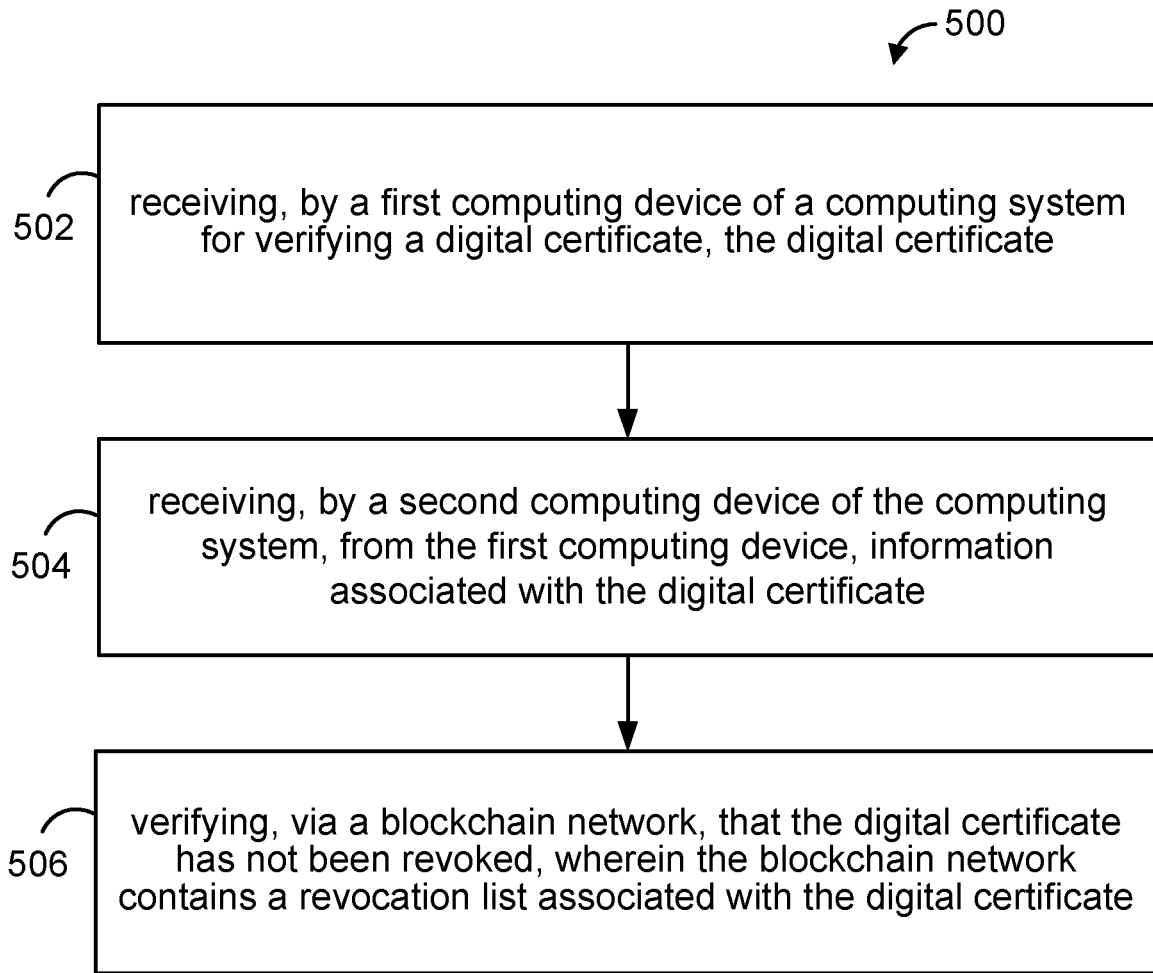 500
502
receiving, by a first computing device of a computing system
for verifying a digital certificate, the digital certificate
504
receiving, by a second computing device of the computing
system, from the first computing device, information
associated with the digital certificate
506
verifying, via a blockchain network, that the digital certificate
has not been revoked, wherein the blockchain network
contains a revocation list associated with the digital certificate